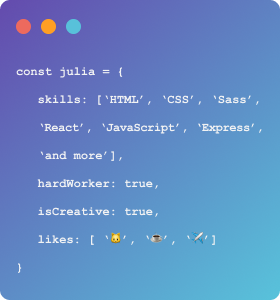 const julia = {
skills: [‘HTML’, ‘CSS’, ‘Sass’,
‘React’, ‘JavaScript’, ‘Express’,
‘and more’],
hardWorker: true,
isCreative: true,
likes: [ ‘🐱’, ‘☕’, ‘✈️’]
}